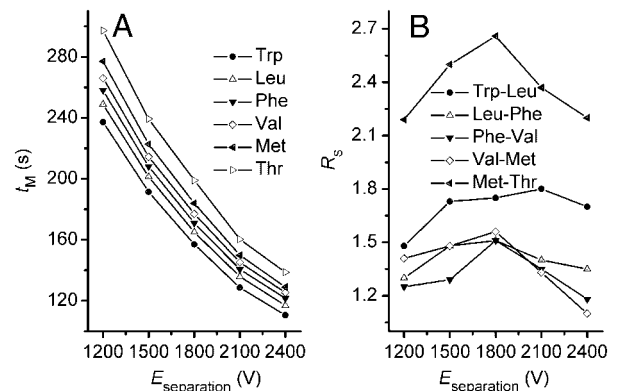 A
280
240
200
160
120
t_M (s)
Trp
Leu
Phe
Val
Met
Thr
1200 1500 1800 2100 2400
E_separation (V)
B
2.7
2.4
2.1
1.8
1.5
1.2
R_s
Trp-Leu
Leu-Phe
Phe-Val
Val-Met
Met-Thr
1200 1500 1800 2100 2400
E_separation (V)